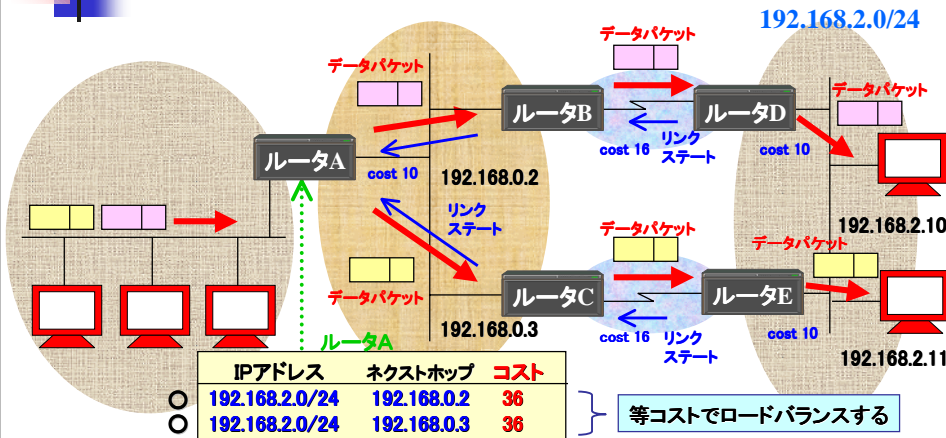 192.168.2.0/24
データパケット
データパケット
データパケット
ルータB
ルータD
ルータA
cost 16
リンク
ステート
cost 10
cost 10
192.168.0.2
リンク
ステート
192.168.2.10
データパケット
データパケット
データパケット
ルータC
ルータE
192.168.0.3
cost 16
リンク
ステート
cost 10
192.168.2.11
ルータA
IPアドレス ネクストホップ コスト
○ 192.168.2.0/24 192.168.0.2 36
○ 192.168.2.0/24 192.168.0.3 36
等コストでロードバランスする